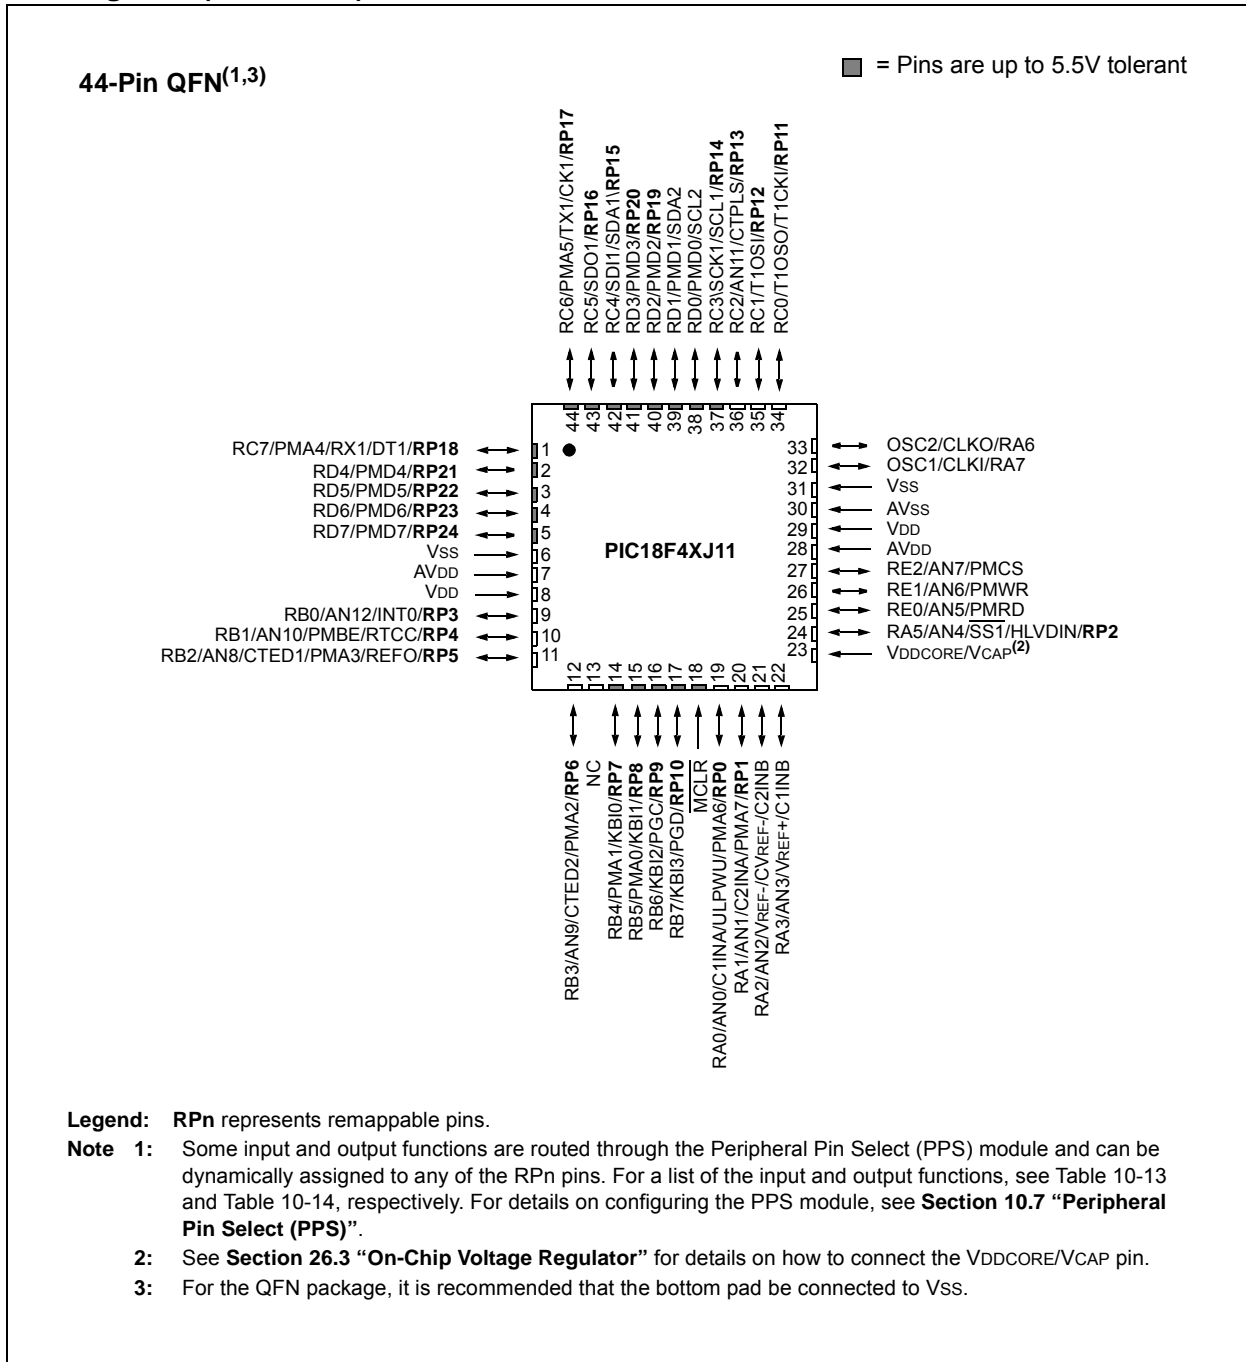 44-Pin QFN(1,3)
= Pins are up to 5.5V tolerant
RC6/PMA5/TX1/CK1/RP17
RC5/SDO1/RP16
RC4/SDI1/SDA1\RP15
RD3/PMD3/RP20
RD2/PMD2/RP19
RD1/PMD1/SDA2
RD0/PMD0/SCL2
RC3\SCK1/SCL1/RP14
RC2/AN11/CTPLS/RP13
RC1/T1OSI/RP12
RC0/T1OSO/T1CKI/RP11
44 43 42 41 40 39 38 37 36 35 34
RC7/PMA4/RX1/DT1/RP18 1
RD4/PMD4/RP21 2
RD5/PMD5/RP22 3
RD6/PMD6/RP23 4
RD7/PMD7/RP24 5
VSS 6
AVDD 7
VDD 8
RB0/AN12/INT0/RP3 9
RB1/AN10/PMBE/RTCC/RP4 10
RB2/AN8/CTED1/PMA3/REFO/RP5 11
PIC18F4XJ11
33 OSC2/CLKO/RA6
32 OSC1/CLKI/RA7
31 VSS
30 AVSS
29 VDD
28 AVDD
27 RE2/AN7/PMCS
26 RE1/AN6/PMWR
25 RE0/AN5/PMRD
24 RA5/AN4/SS1/HLVDIN/RP2
23 VDDCORE/VCAP(2)
12 13 14 15 16 17 18 19 20 21 22
RB3/AN9/CTED2/PMA2/RP6
NC
RB4/PMA1/KBI0/RP7
RB5/PMA0/KBI1/RP8
RB6/KBI2/PGC/RP9
RB7/KBI3/PGD/RP10
MCLR
RA0/AN0/C1INA/ULPWU/PMA6/RP0
RA1/AN1/C2INA/PMA7/RP1
RA2/AN2/VREF-/CVREF-/C2INB
RA3/AN3/VREF+/C1INB
Legend: RPn represents remappable pins.
Note 1: Some input and output functions are routed through the Peripheral Pin Select (PPS) module and can be
dynamically assigned to any of the RPn pins. For a list of the input and output functions, see Table 10-13
and Table 10-14, respectively. For details on configuring the PPS module, see Section 10.7 “Peripheral
Pin Select (PPS)”.
2: See Section 26.3 “On-Chip Voltage Regulator” for details on how to connect the VDDCORE/VCAP pin.
3: For the QFN package, it is recommended that the bottom pad be connected to VSS.